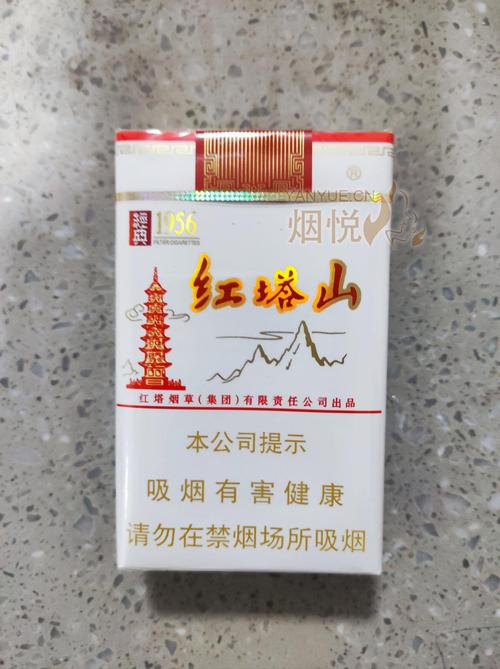 ®
YANYUE.CN
烟悦
经典
1956
FILTER CIGARETTES
红塔山
红塔烟草(集团)有限责任公司出品
本公司提示
吸烟有害健康
请勿在禁烟场所吸烟